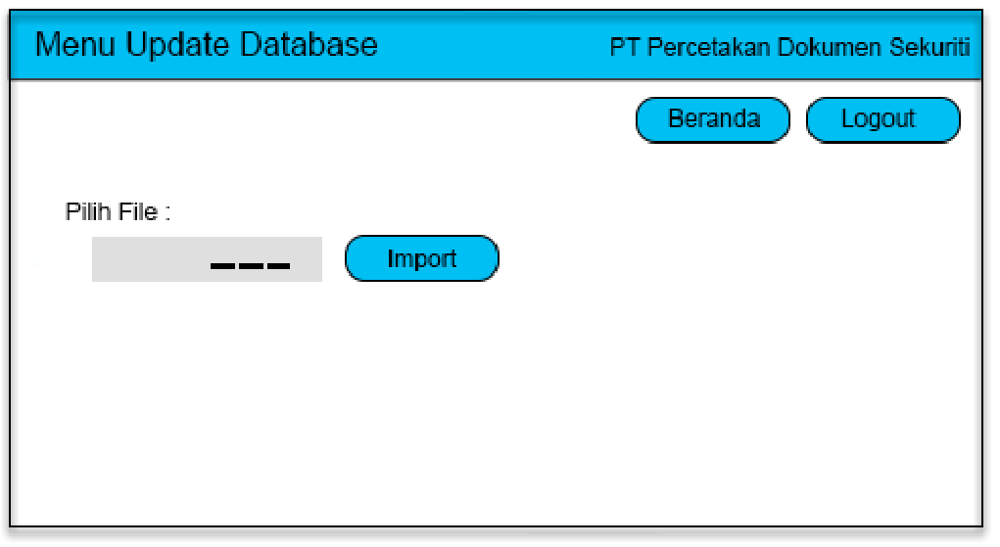 Menu Update Database
PT Percetakan Dokumen Sekuriti
Beranda
Logout
Pilih File :
Import